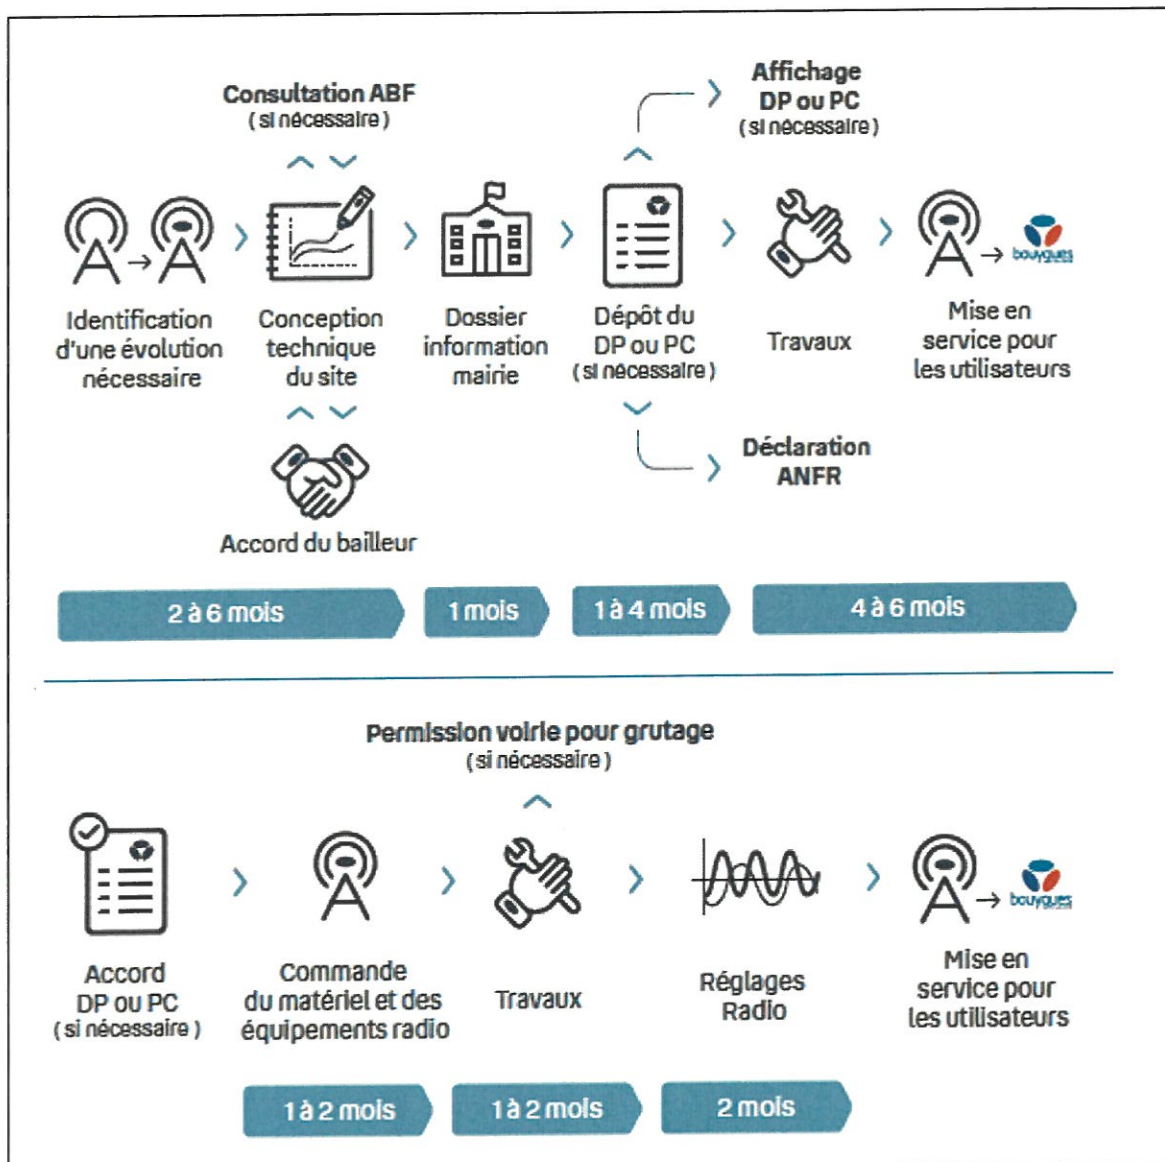 Consultation ABF
( si nécessaire )
Affichage
DP ou PC
( si nécessaire )
Identification
d'une évolution
nécessaire
Conception
technique
du site
Dossier
information
mairie
Dépôt du
DP ou PC
( si nécessaire )
Travaux
bouygues
Mise en
service pour
les utilisateurs
Accord du bailleur
Déclaration
ANFR
2 à 6 mois
1 mois
1 à 4 mois
4 à 6 mois
Permission voirie pour grutage
( si nécessaire )
Accord
DP ou PC
( si nécessaire )
Commande
du matériel et des
équipements radio
Travaux
Réglages
Radio
bouygues
Mise en
service pour
les utilisateurs
1 à 2 mois
1 à 2 mois
2 mois